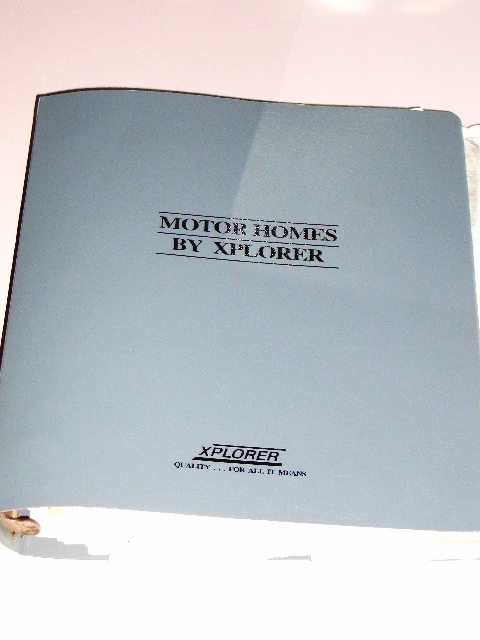 MOTOR HOMES
BY XPLORER
XPLORER
QUALITY . . . FOR ALL IT MEANS